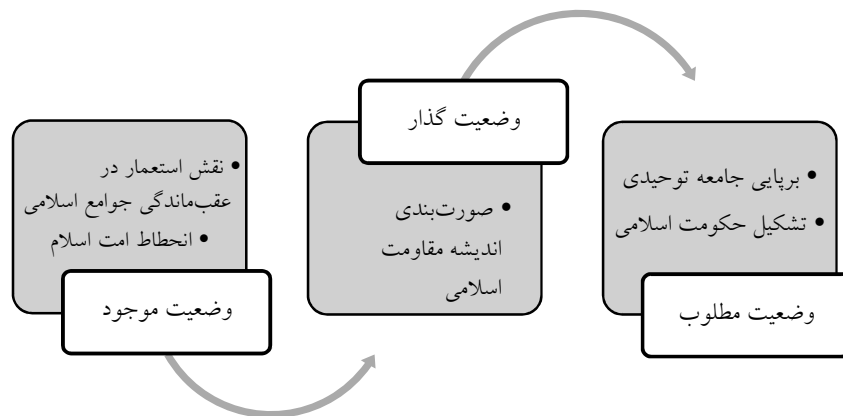 • نقش استعمار در
عقب‌ماندگی جوامع اسلامی
• انحطاط امت اسلام
وضعیت موجود
وضعیت گذار
• صورت‌بندی
اندیشه مقاومت
اسلامی
• برپایی جامعه توحیدی
• تشکیل حکومت اسلامی
وضعیت مطلوب